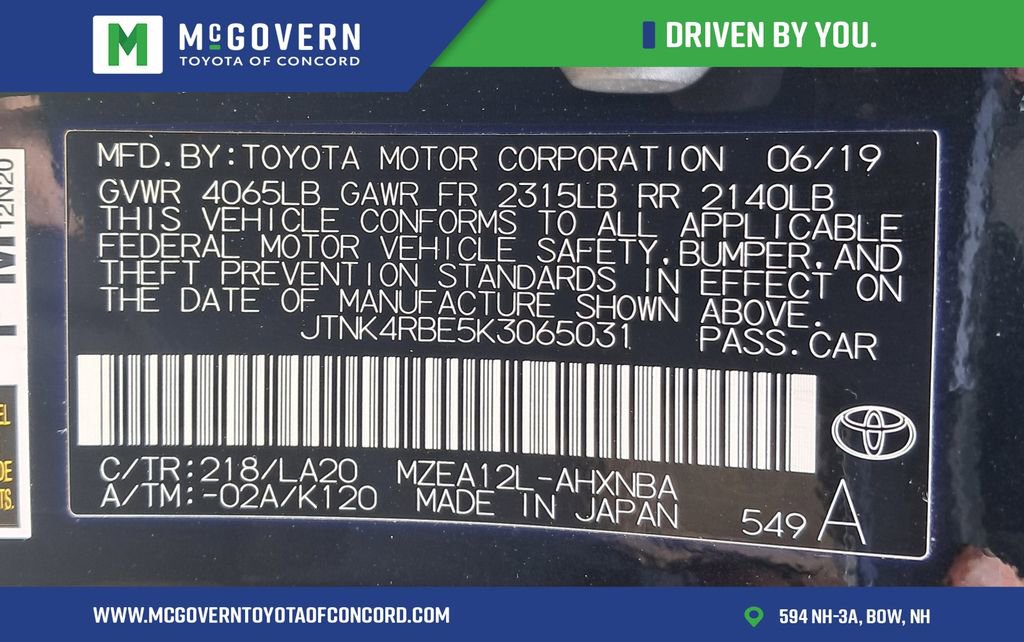 M McGOVERN
TOYOTA OF CONCORD
DRIVEN BY YOU.
12N20
MFD. BY: TOYOTA MOTOR CORPORATION 06/19
GVWR 4065LB GAWR FR 2315LB RR 2140LB
THIS VEHICLE CONFORMS TO ALL APPLICABLE
FEDERAL MOTOR VEHICLE SAFETY, BUMPER, AND
THEFT PREVENTION STANDARDS IN EFFECT ON
THE DATE OF MANUFACTURE SHOWN ABOVE.
JTNK4RBE5K3065031 PASS. CAR
C/TR: 218/LA20 MZEA12L-AHXNBA
A/TM: -02A/K120 MADE IN JAPAN
549 A
WWW.MCGOVERNTOYOTAOFCONCORD.COM
594 NH-3A, BOW, NH